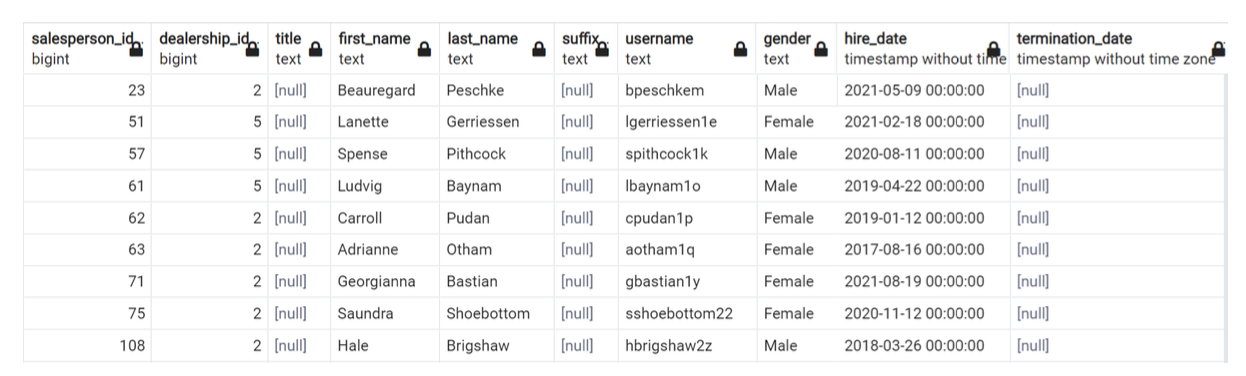 salesperson_id dealership_id title first_name last_name suffix username gender hire_date termination_date
bigint bigint text text text text text text timestamp without time timestamp without time zone
23 2 [null] Beauregard Peschke [null] bpeschkem Male 2021-05-09 00:00:00 [null]
51 5 [null] Lanette Gerriessen [null] lgerriessen1e Female 2021-02-18 00:00:00 [null]
57 5 [null] Spense Pithcock [null] spithcock1k Male 2020-08-11 00:00:00 [null]
61 5 [null] Ludvig Baynam [null] lbaynam1o Male 2019-04-22 00:00:00 [null]
62 2 [null] Carroll Pudan [null] cpudan1p Female 2019-01-12 00:00:00 [null]
63 2 [null] Adrianne Otham [null] aotham1q Female 2017-08-16 00:00:00 [null]
71 2 [null] Georgianna Bastian [null] gbastian1y Female 2021-08-19 00:00:00 [null]
75 2 [null] Saundra Shoebottom [null] sshoebottom22 Female 2020-11-12 00:00:00 [null]
108 2 [null] Hale Brigshaw [null] hbrigshaw2z Male 2018-03-26 00:00:00 [null]